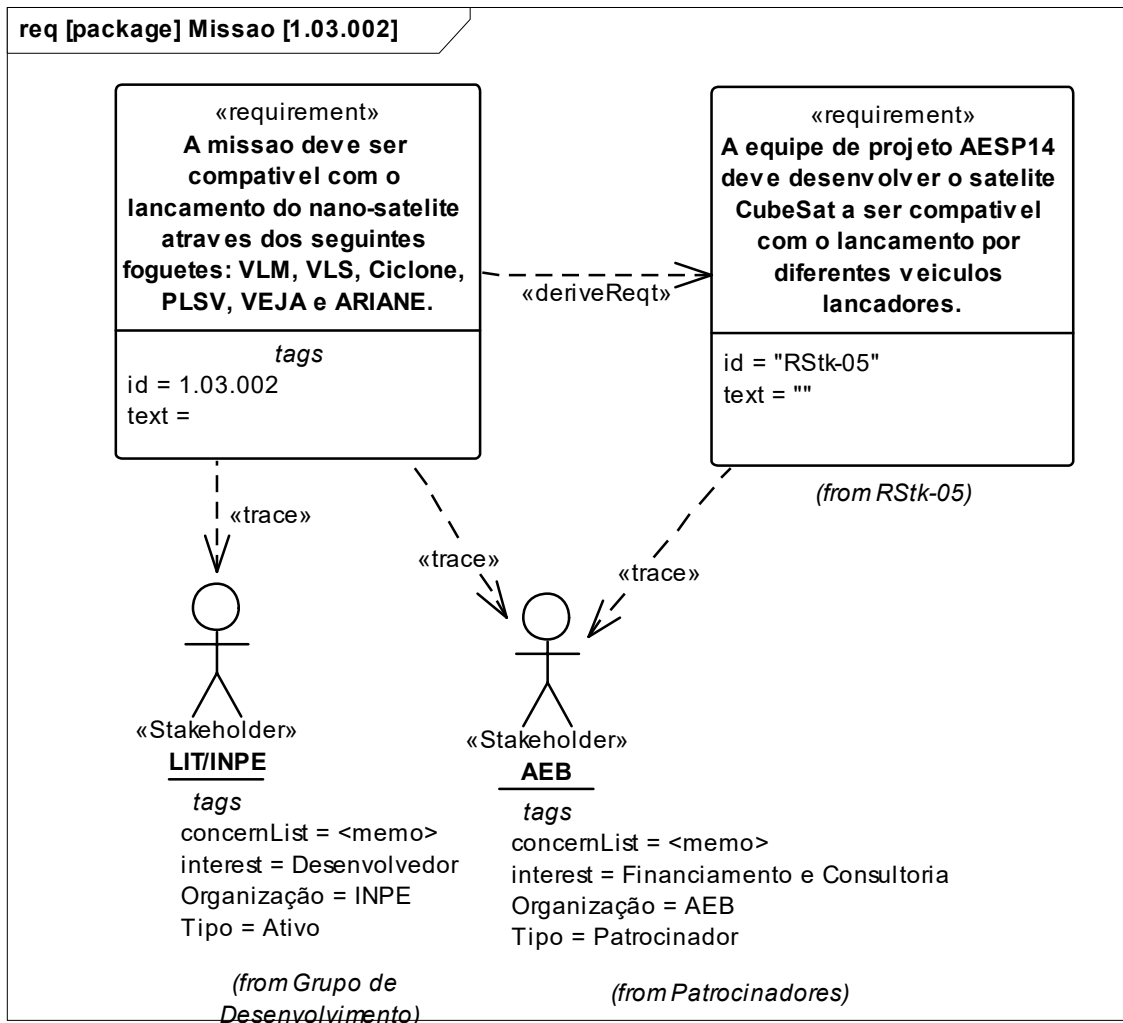 req [package] Missao [1.03.002]
«requirement»
A missao deve ser
compativel com o
lancamento do nano-satelite
atraves dos seguintes
foguetes: VLM, VLS, Ciclone,
PLSV, VEJA e ARIANE.
tags
id = 1.03.002
text =
«requirement»
A equipe de projeto AESP14
deve desenvolver o satelite
CubeSat a ser compativel
com o lancamento por
diferentes veiculos
lancadores.
id = "RStk-05"
text = ""
(from RStk-05)
«deriveReqt»
«trace»
«trace»
«trace»
«Stakeholder»
LIT/INPE
tags
concernList = <memo>
interest = Desenvolvedor
Organização = INPE
Tipo = Ativo
(from Grupo de
Desenvolvimento)
«Stakeholder»
AEB
tags
concernList = <memo>
interest = Financiamento e Consultoria
Organização = AEB
Tipo = Patrocinador
(from Patrocinadores)